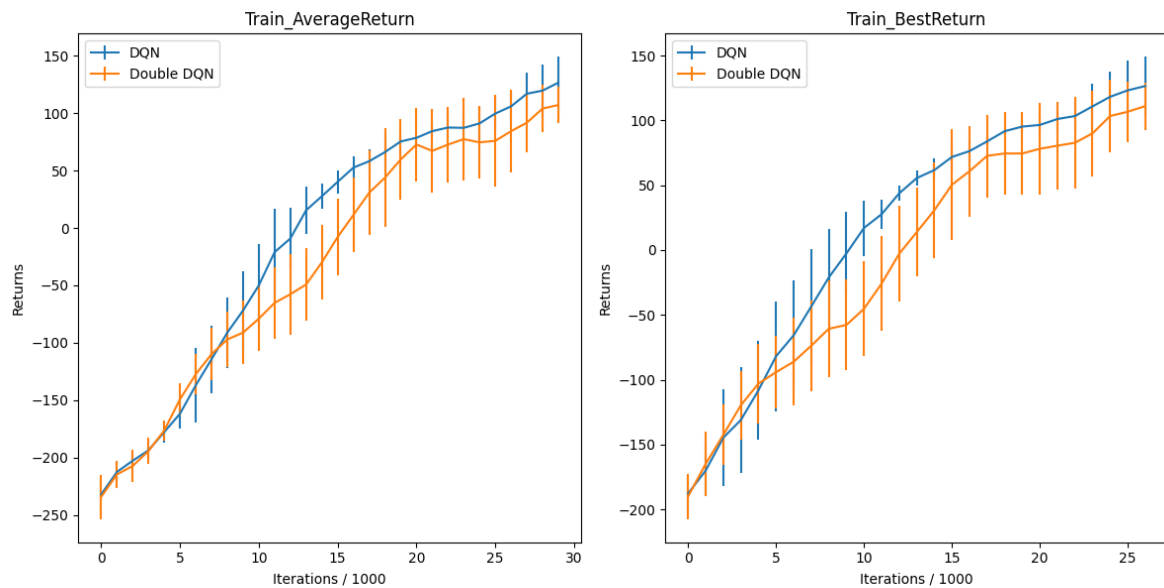 Train_AverageReturn
DQN
Double DQN
150
100
50
0
−50
−100
−150
−200
−250
Returns
0 5 10 15 20 25 30
Iterations / 1000
Train_BestReturn
DQN
Double DQN
150
100
50
0
−50
−100
−150
−200
Returns
0 5 10 15 20 25
Iterations / 1000